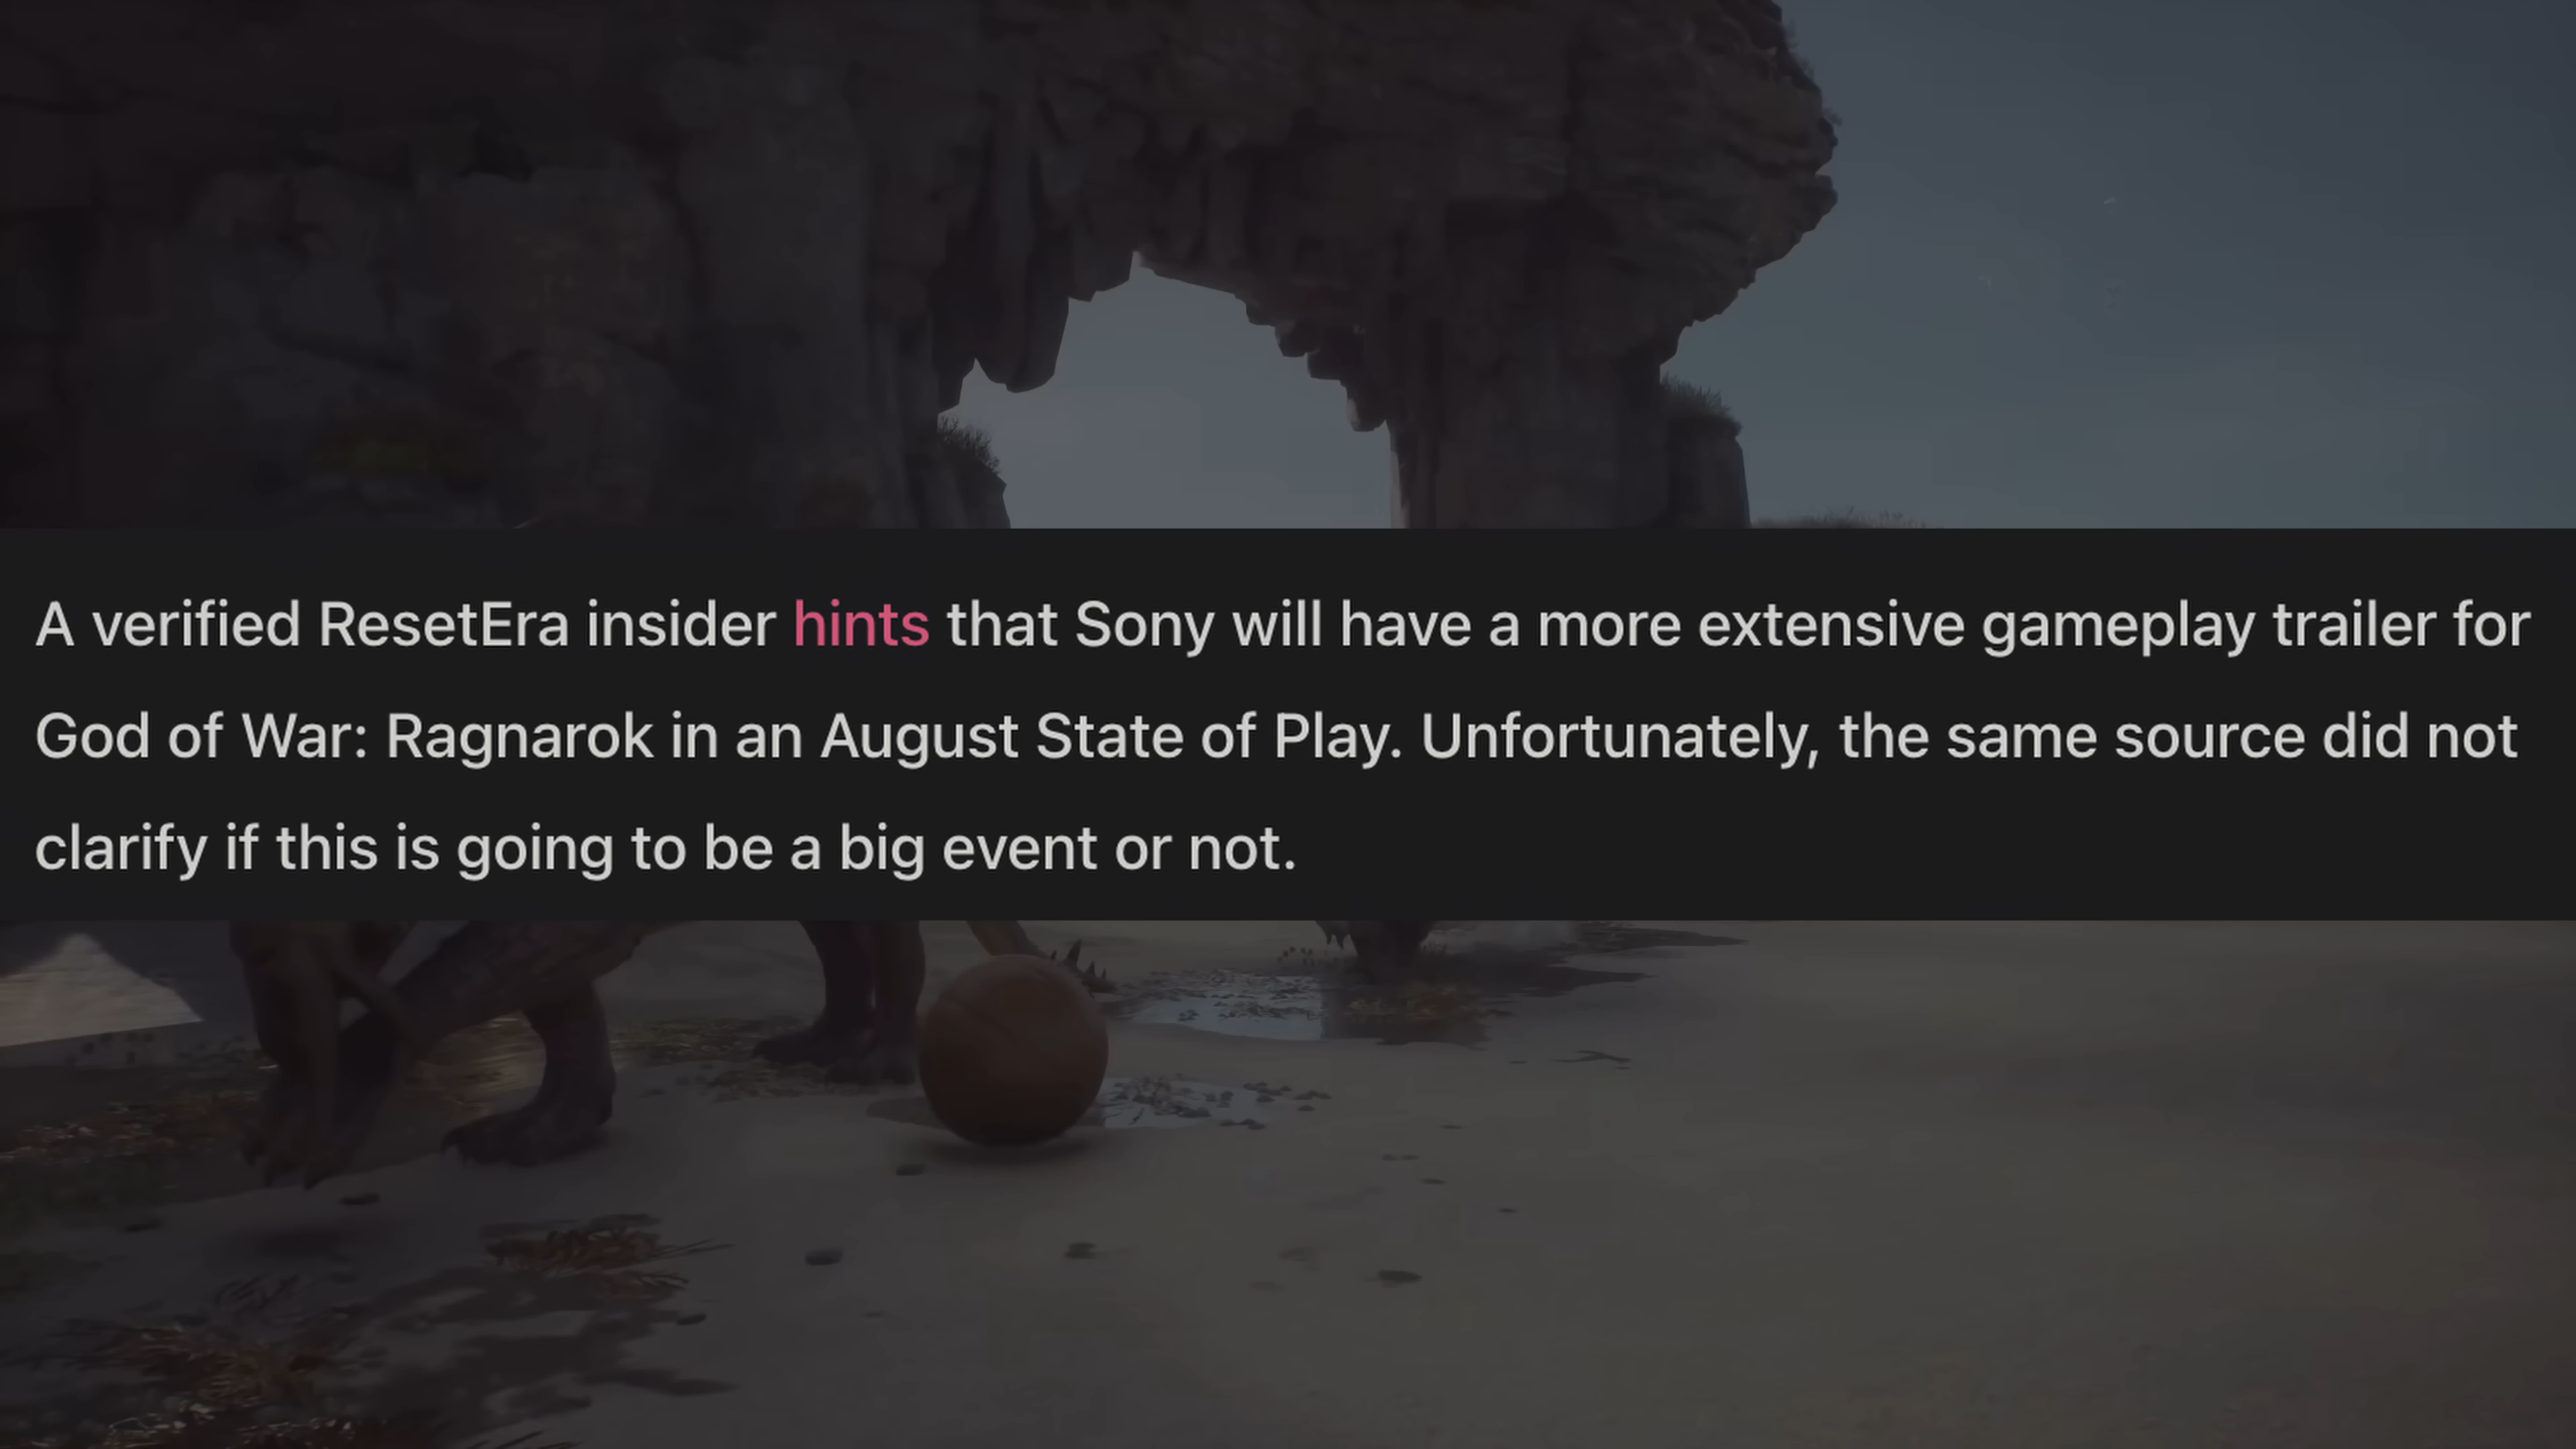 A verified ResetEra insider hints that Sony will have a more extensive gameplay trailer for
God of War: Ragnarok in an August State of Play. Unfortunately, the same source did not
clarify if this is going to be a big event or not.